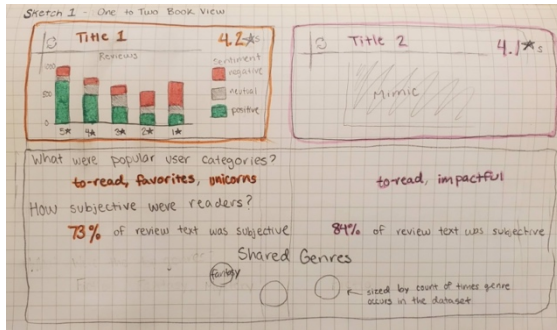 Sketch 1 - One to Two Book View
Title 1
4.2★s
Reviews
Sentiment
negative
neutral
positive
500
0
5★ 4★ 3★ 2★ 1★
Title 2
4.1★s
Mimic
What were popular user categories?
to-read, favorites, unicorns
to-read, impactful
How subjective were readers?
73% of review text was subjective
84% of review text was subjective
Shared Genres
fantasy
sized by count of times genre
occurs in the dataset